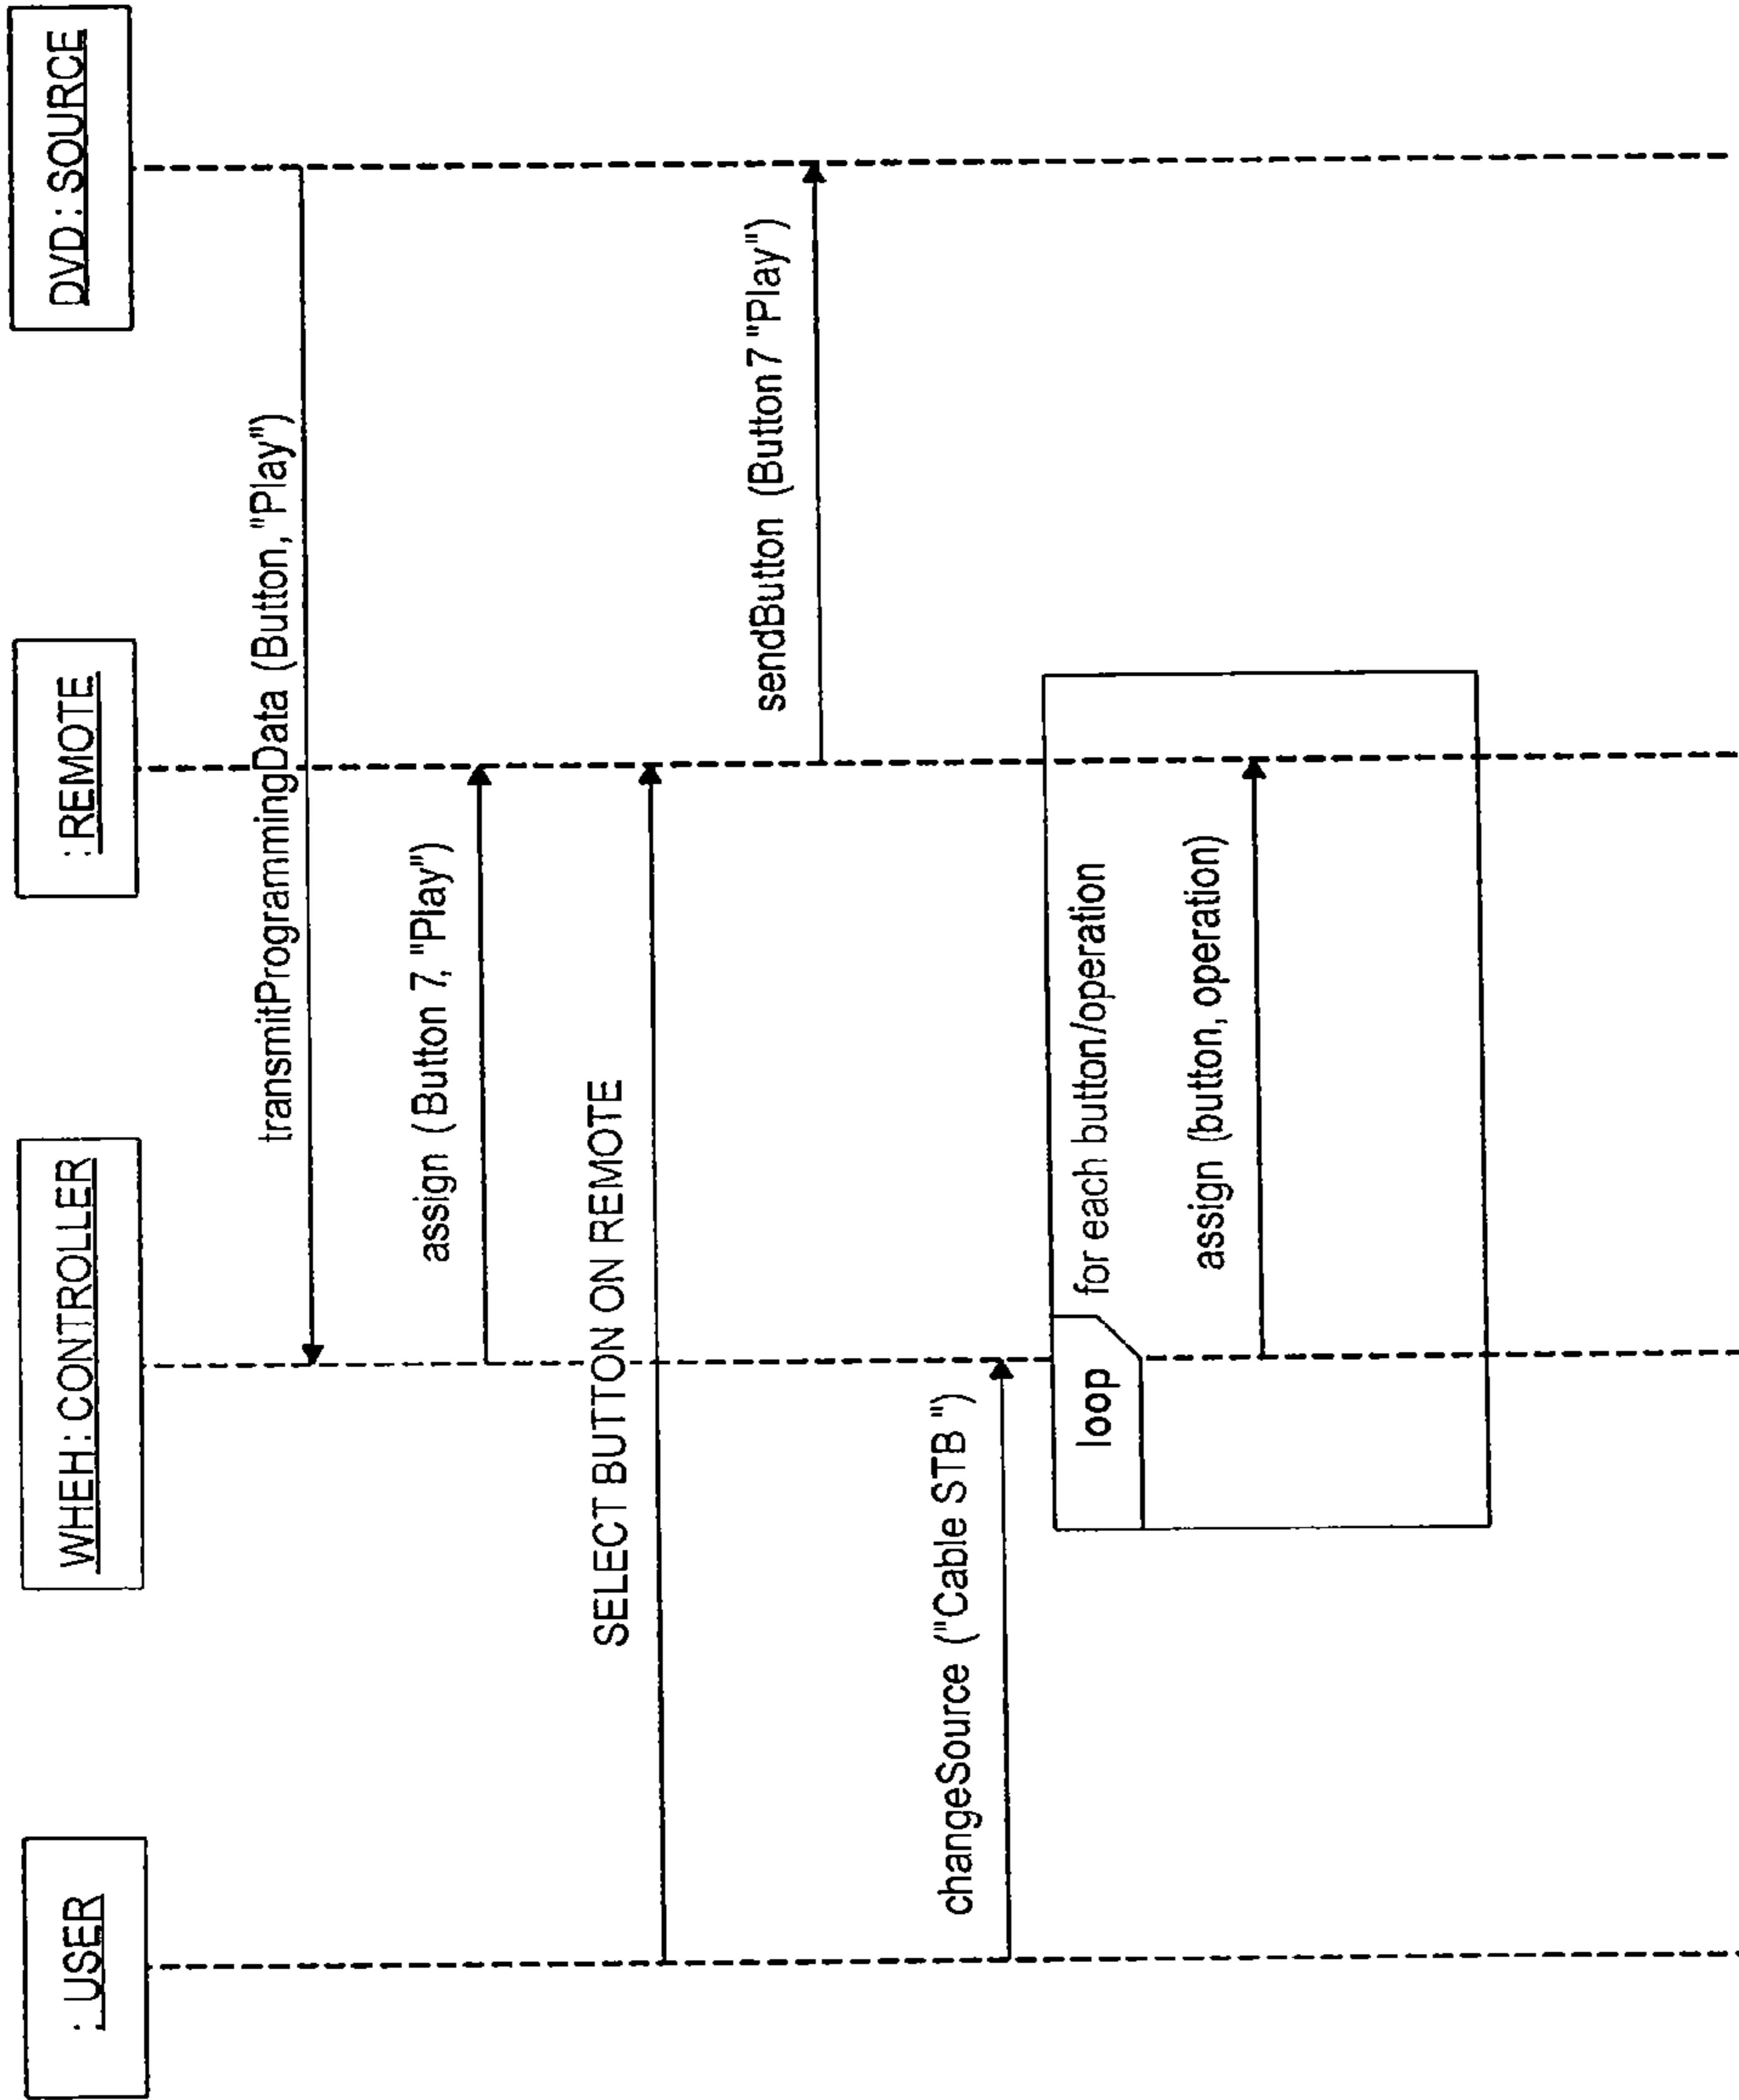 : USER
WHEH : CONTROLLER
: REMOTE
DVD : SOURCE
transmitProgrammingData (Button, "Play")
assign (Button 7, "Play")
SELECT BUTTON ON REMOTE
sendButton (Button 7 "Play")
changeSource ("Cable STB ")
loop
for each button/operation
assign (button, operation)